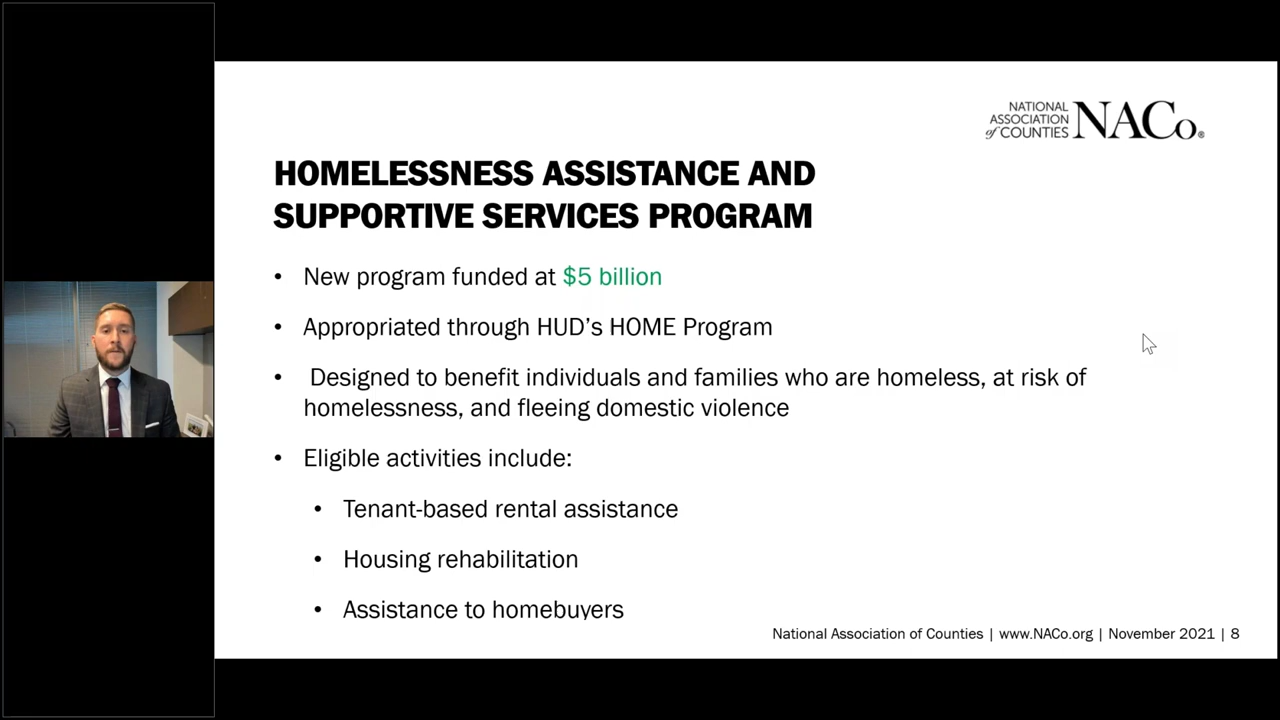 NATIONAL
ASSOCIATION
of COUNTIES
NACo®
HOMELESSNESS ASSISTANCE AND
SUPPORTIVE SERVICES PROGRAM
• New program funded at $5 billion
• Appropriated through HUD’s HOME Program
• Designed to benefit individuals and families who are homeless, at risk of
homelessness, and fleeing domestic violence
• Eligible activities include:
• Tenant-based rental assistance
• Housing rehabilitation
• Assistance to homebuyers
National Association of Counties | www.NACo.org | November 2021 | 8